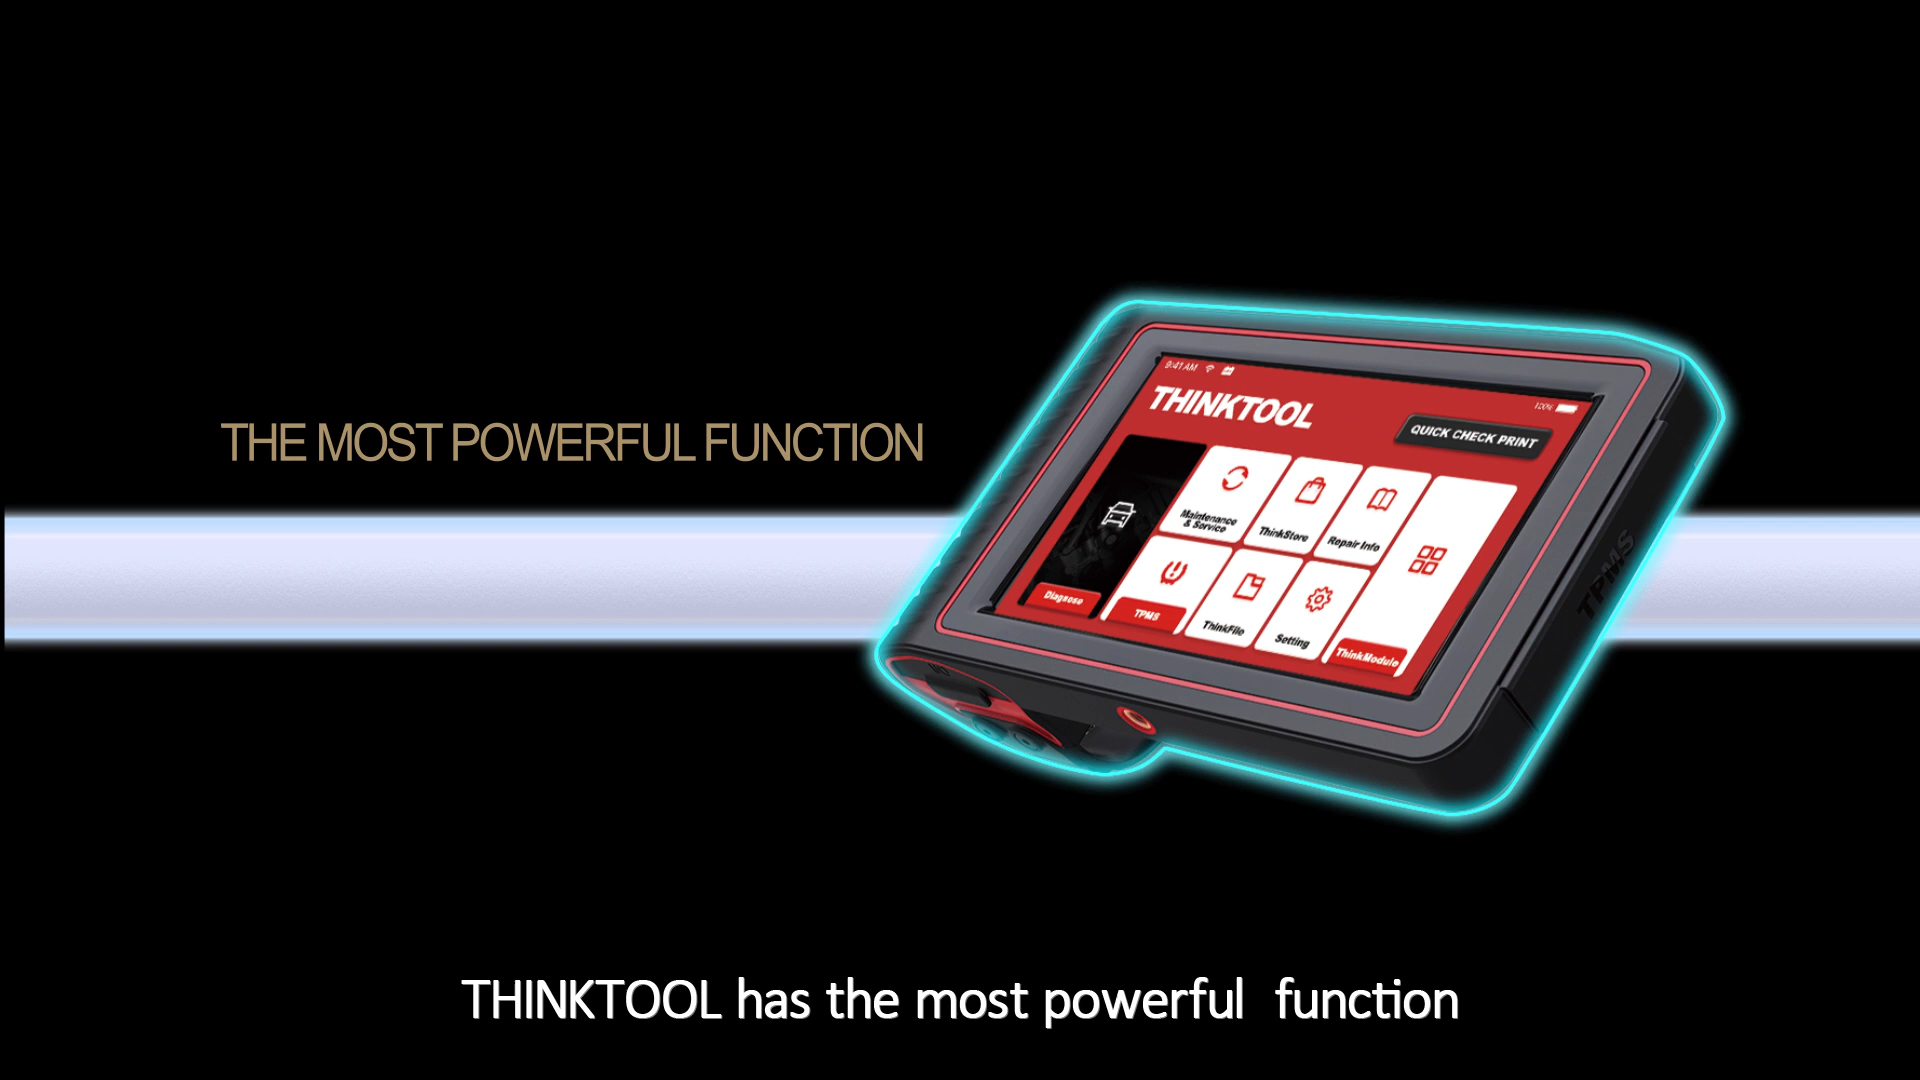 THE MOST POWERFUL FUNCTION
9:41 AM
100%
THINKTOOL
QUICK CHECK PRINT
Maintenance
& Service
ThinkStore
Repair Info
Diagnose
TPMS
ThinkFile
Setting
ThinkModule
TPMS
THINKTOOL has the most powerful  function